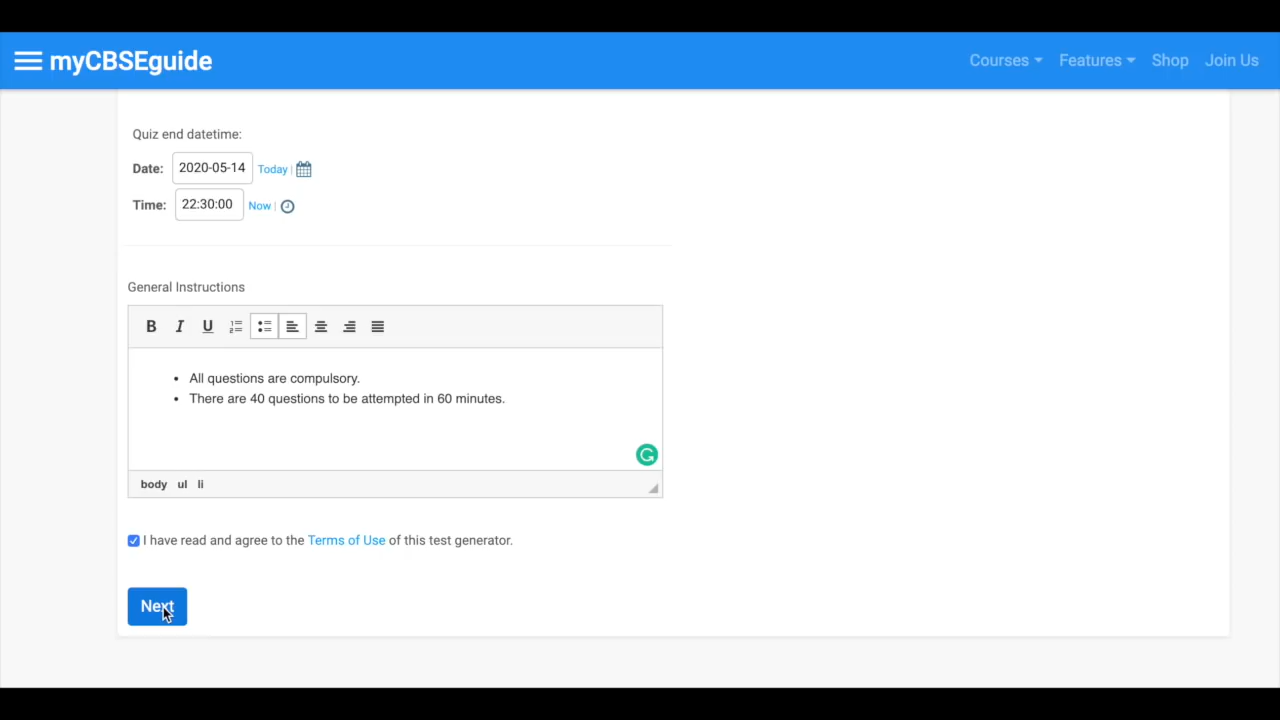 myCBSEguide
Courses Features Shop Join Us
Quiz end datetime:
Date: 2020-05-14 Today |
Time: 22:30:00 Now |
General Instructions
B I U
• All questions are compulsory.
• There are 40 questions to be attempted in 60 minutes.
body ul li
I have read and agree to the Terms of Use of this test generator.
Next